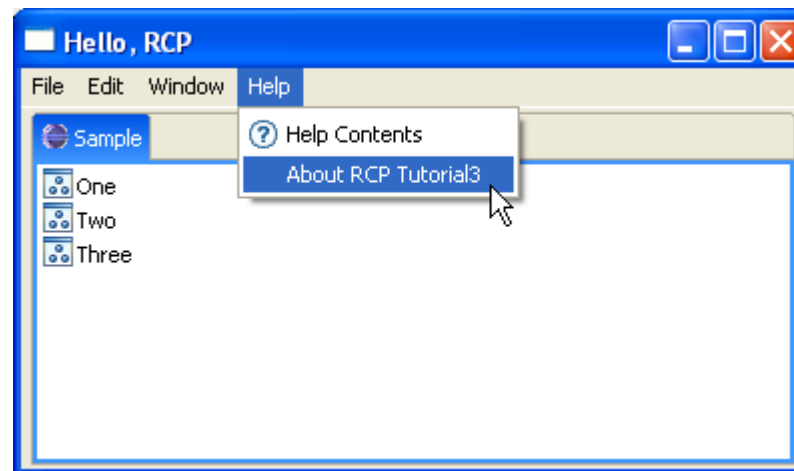 Hello, RCP
File Edit Window Help
Sample
Help Contents
About RCP Tutorial3
One
Two
Three